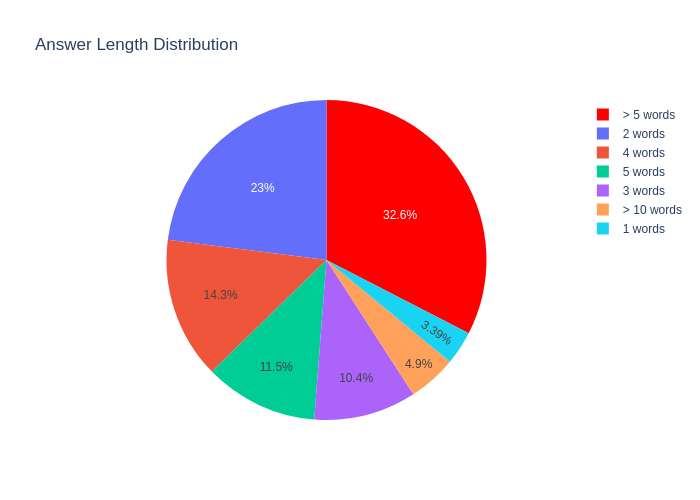 Answer Length Distribution
> 5 words
2 words
4 words
5 words
3 words
> 10 words
1 words
32.6%
23%
14.3%
11.5%
10.4%
4.9%
3.39%